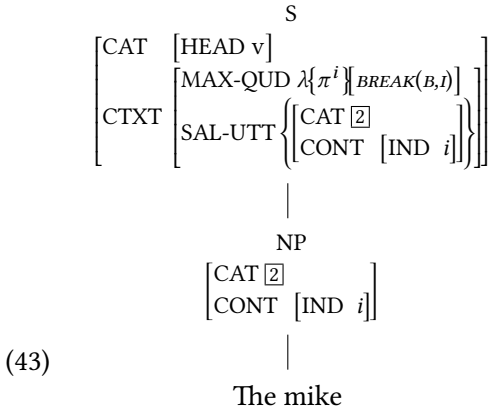 S
[CAT [HEAD v]
CTXT [MAX-QUD λ{πⁱ}[BREAK(B,I)]
SAL-UTT {[CAT [2]
CONT [IND i]]}]]
NP
[CAT [2]
CONT [IND i]]
(43)
The mike